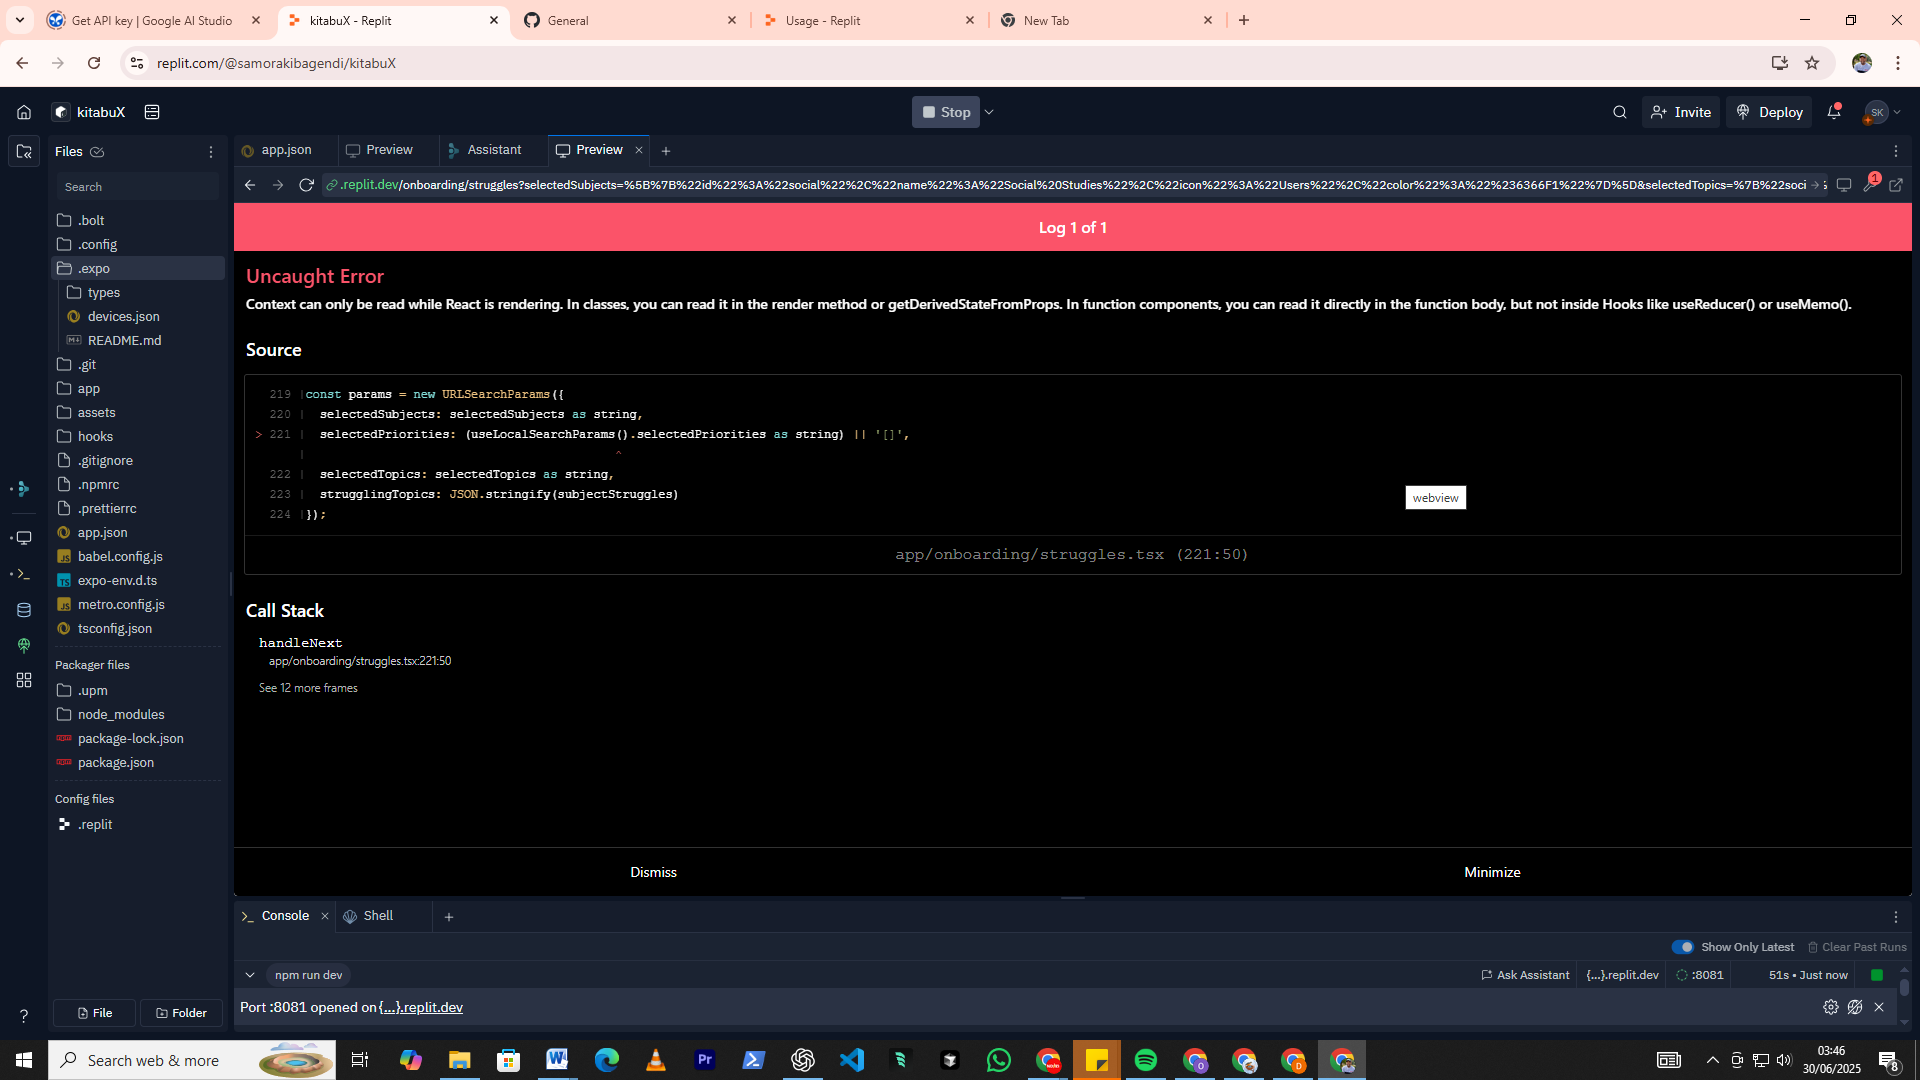 Get API key | Google AI Studio
kitabuX - Replit
General
Usage - Replit
New Tab
replit.com/@samorakibagendi/kitabuX
kitabuX
Stop
Invite
Deploy
SK
Files
app.json
Preview
Assistant
Preview
Search
.replit.dev/onboarding/struggles?selectedSubjects=%5B%7B%22id%22%3A%22social%22%2C%22name%22%3A%22Social%20Studies%22%2C%22icon%22%3A%22Users%22%2C%22color%22%3A%22%236366F1%22%7D%5D&selectedTopics=%7B%22soci
1
.bolt
.config
.expo
types
devices.json
README.md
.git
app
assets
hooks
.gitignore
.npmrc
.prettierrc
app.json
babel.config.js
expo-env.d.ts
metro.config.js
tsconfig.json
Packager files
.upm
node_modules
package-lock.json
package.json
Config files
.replit
File
Folder
Log 1 of 1
Uncaught Error
Context can only be read while React is rendering. In classes, you can read it in the render method or getDerivedStateFromProps. In function components, you can read it directly in the function body, but not inside Hooks like useReducer() or useMemo().
Source
219 | const params = new URLSearchParams({
220 |   selectedSubjects: selectedSubjects as string,
> 221 |   selectedPriorities: (useLocalSearchParams().selectedPriorities as string) || '[]',
|                                            ^
222 |   selectedTopics: selectedTopics as string,
223 |   strugglingTopics: JSON.stringify(subjectStruggles)
224 | });
webview
app/onboarding/struggles.tsx (221:50)
Call Stack
handleNext
app/onboarding/struggles.tsx:221:50
See 12 more frames
Dismiss
Minimize
Console
Shell
Show Only Latest
Clear Past Runs
npm run dev
Ask Assistant
{...}.replit.dev
:8081
51s • Just now
Port :8081 opened on {...}.replit.dev
Search web & more
03:46
30/06/2025
8